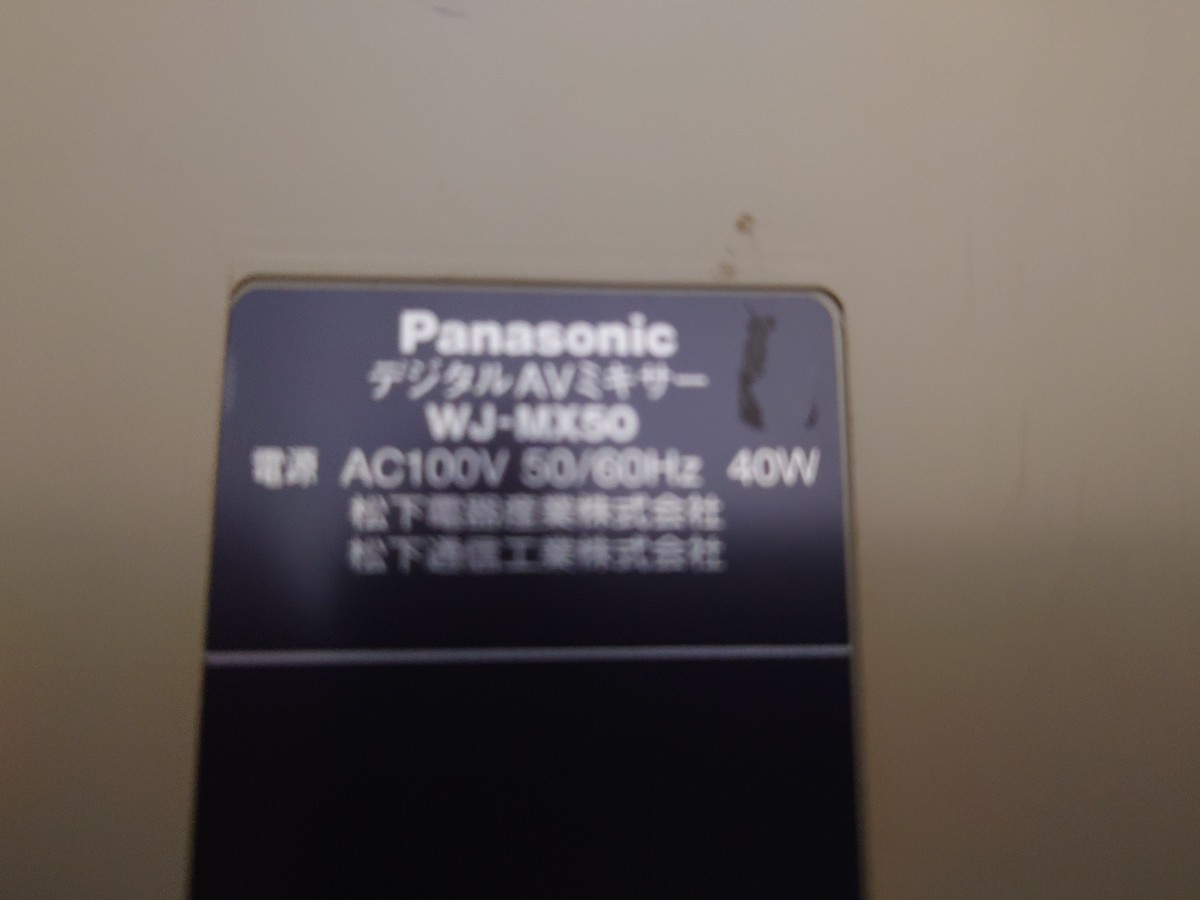 Panasonic
デジタルAVミキサー
WJ-MX50
電源 AC100V 50/60Hz 40W
松下電器産業株式会社
松下通信工業株式会社